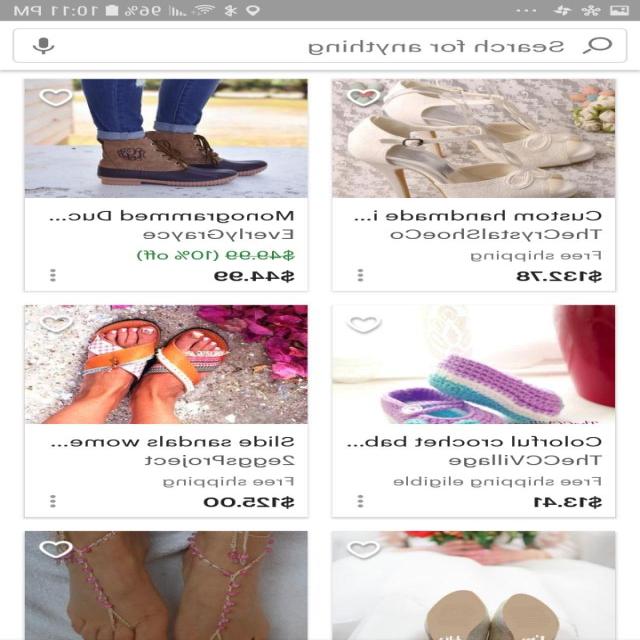 96% 10:11 PM
Search for anything
Custom handmade i...
TheCrystalShoeCo
Free shipping
$132.78
Monogrammed Duc...
EverlyGrayce
$49.99 (10% off)
$44.99
Colorful crochet bab...
TheCCVillage
Free shipping eligible
$13.41
Slide sandals wome...
2eggsProject
Free shipping
$125.00